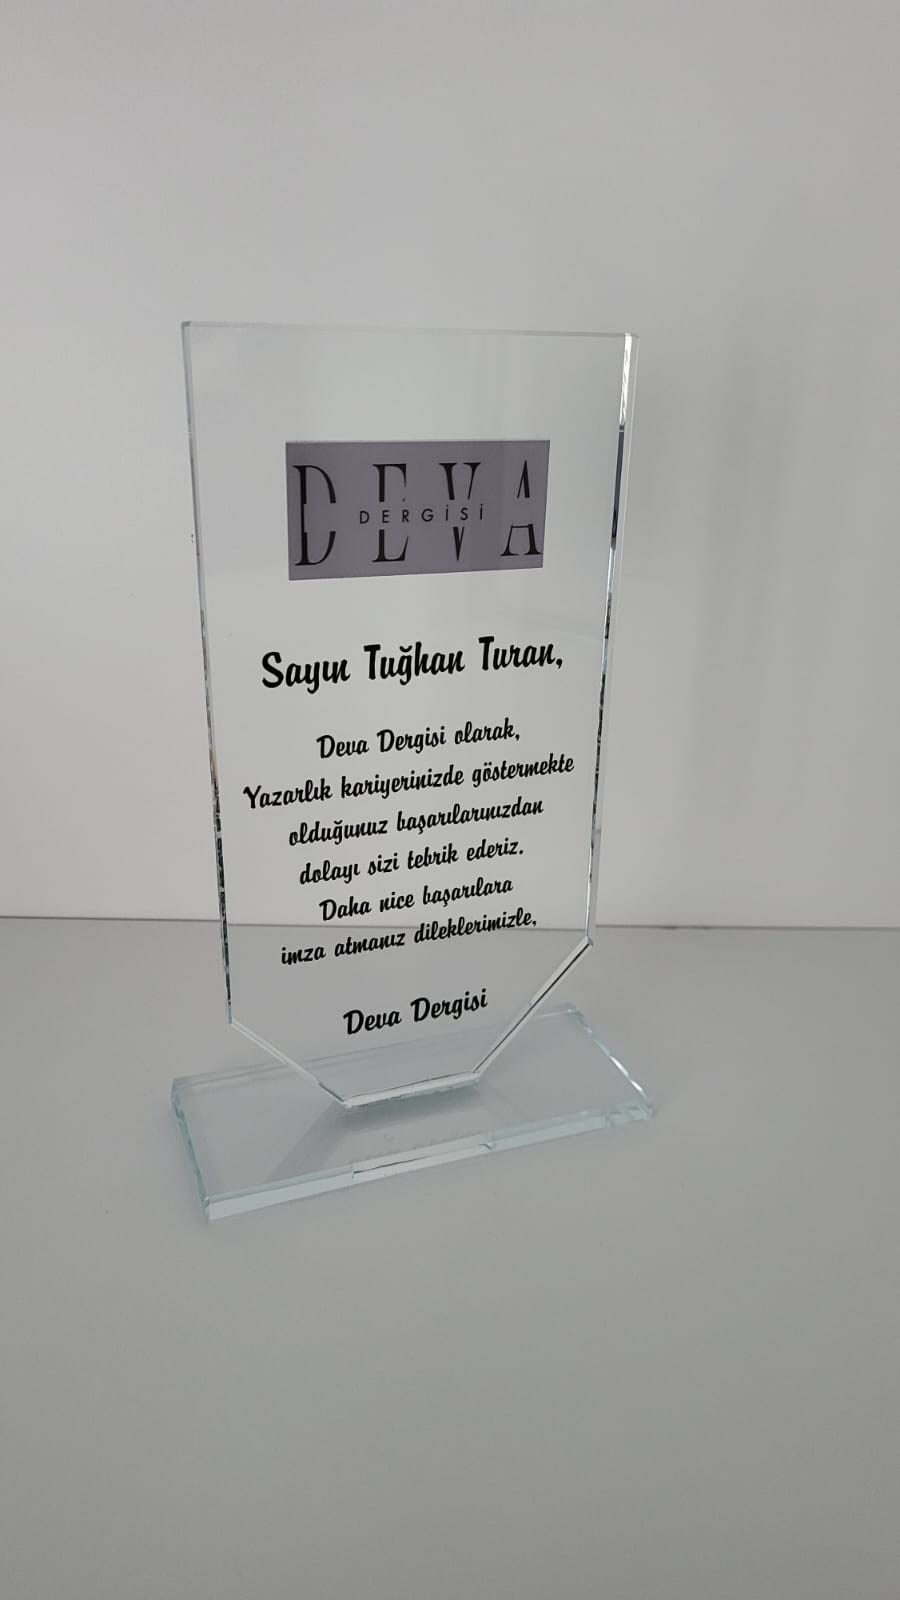 DEVA
DERGİSİ
Sayın Tuğhan Turan,
Deva Dergisi olarak,
Yazarlık kariyerinizde göstermekte
olduğunuz başarılarınızdan
dolayı sizi tebrik ederiz.
Daha nice başarılara
imza atmanız dileklerimizle,
Deva Dergisi